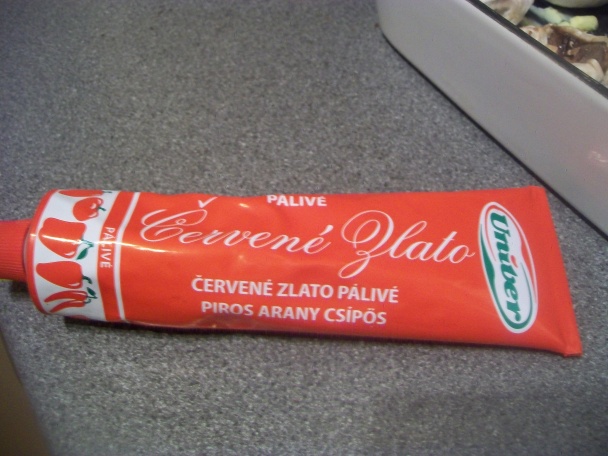 PÁLIVÉ
PÁLIVÉ
Červené Zlato
ČERVENÉ ZLATO PÁLIVÉ
PIROS ARANY CSÍPŐS
Univer